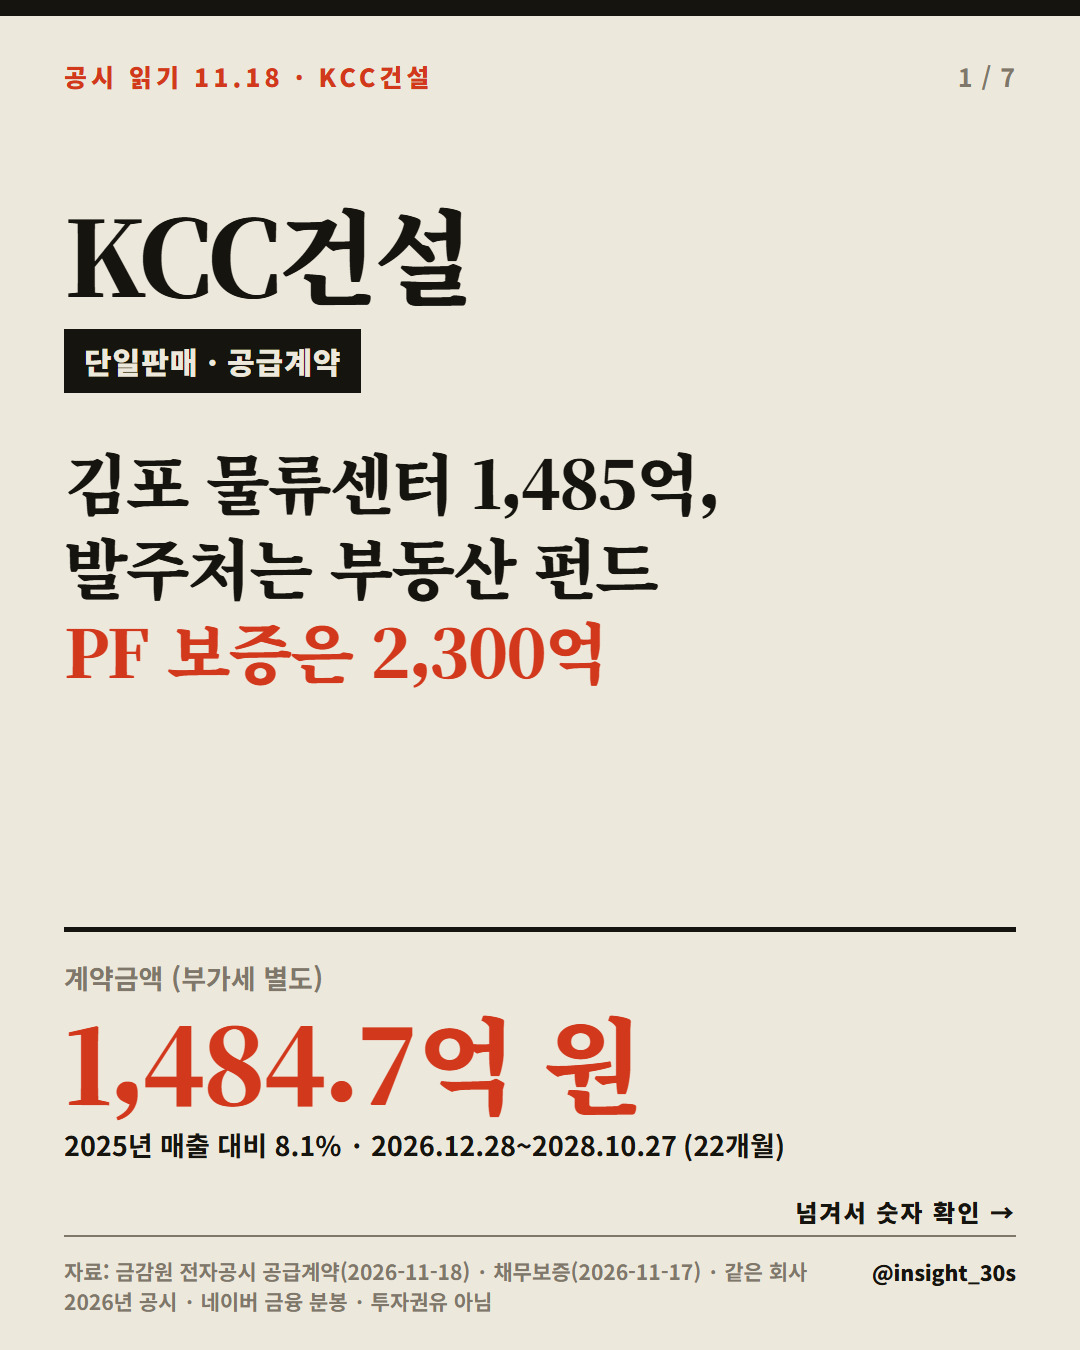 공시 읽기 11.18 · KCC건설
1 / 7
KCC건설
단일판매 · 공급계약
김포 물류센터 1,485억,
발주처는 부동산 펀드
PF 보증은 2,300억
계약금액 (부가세 별도)
1,484.7억 원
2025년 매출 대비 8.1% · 2026.12.28~2028.10.27 (22개월)
넘겨서 숫자 확인 →
자료: 금감원 전자공시 공급계약(2026-11-18) · 채무보증(2026-11-17) · 같은 회사
2026년 공시 · 네이버 금융 분봉 · 투자권유 아님
@insight_30s